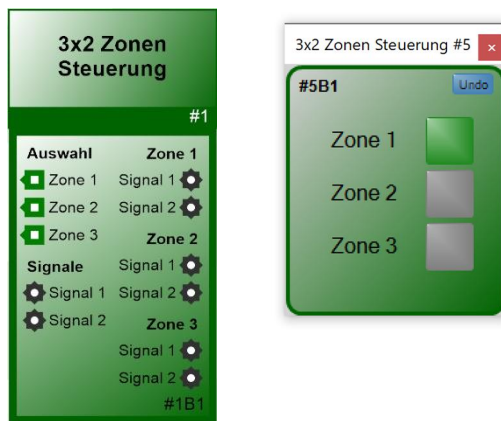 3x2 Zonen
Steuerung
#1
Auswahl
Zone 1
Zone 2
Zone 3
Signale
Signal 1
Signal 2
Zone 1
Signal 1
Signal 2
Zone 2
Signal 1
Signal 2
Zone 3
Signal 1
Signal 2
#1B1
3x2 Zonen Steuerung #5 ×
#5B1 Undo
Zone 1
Zone 2
Zone 3